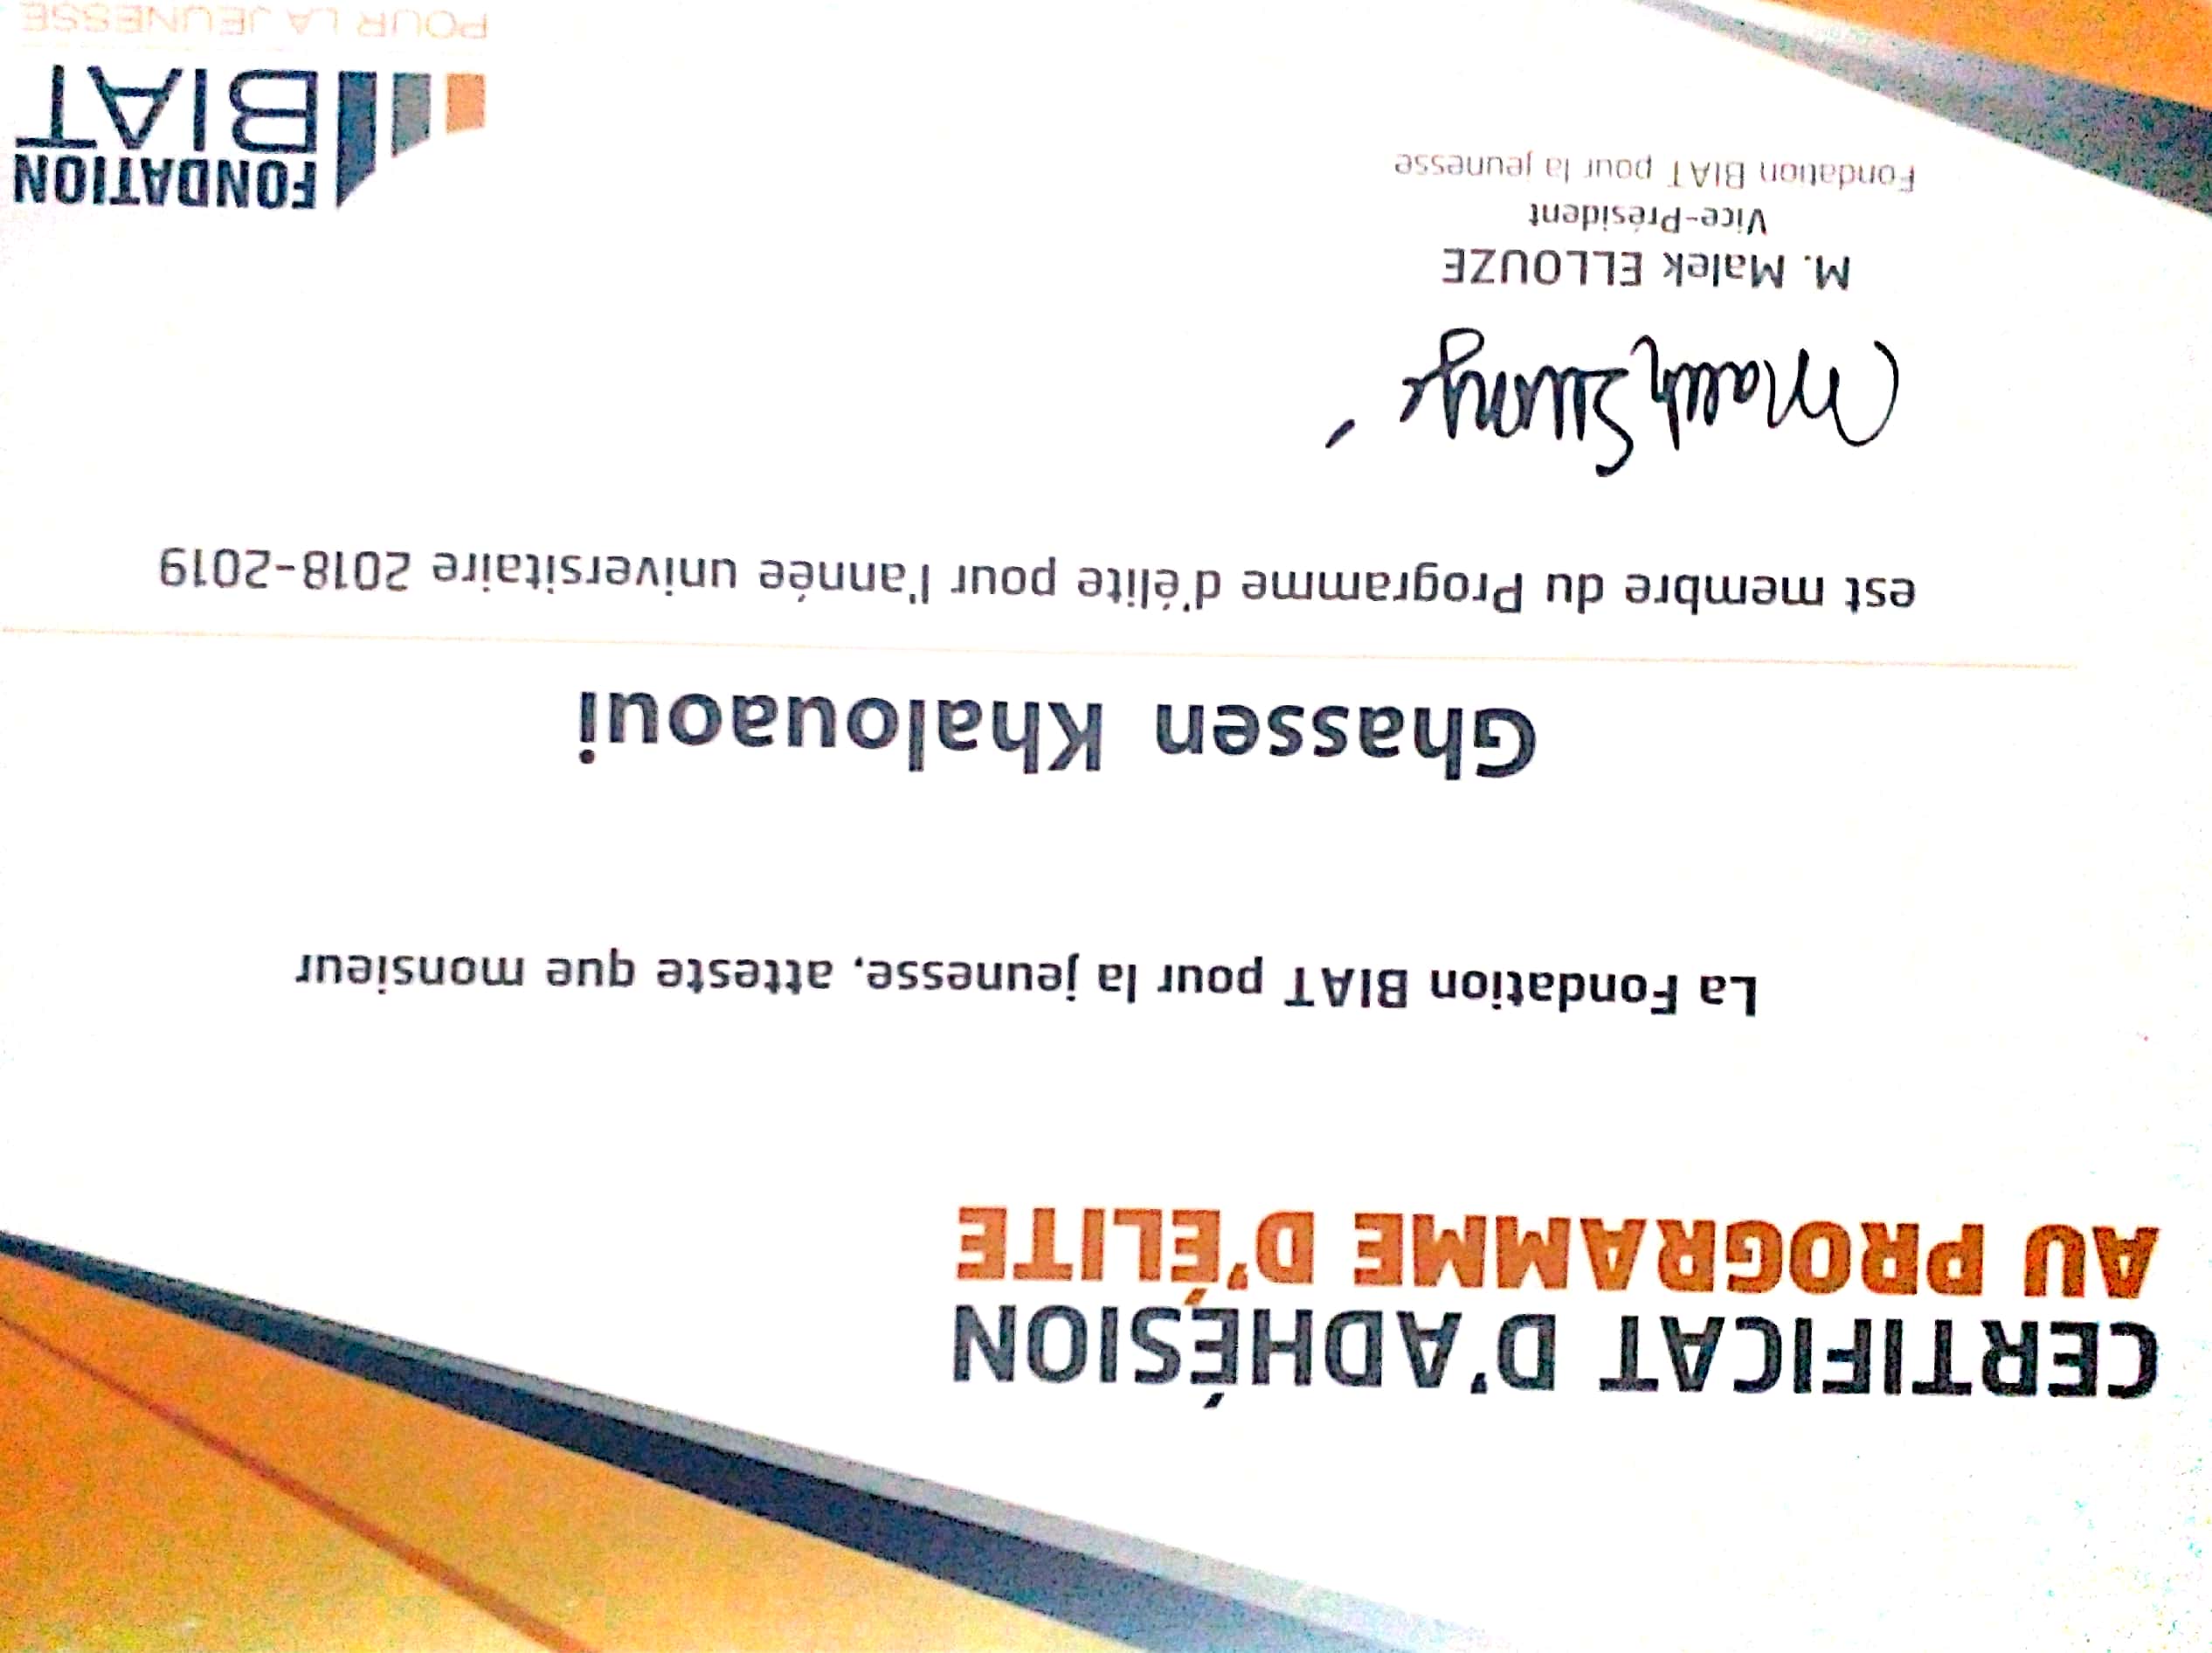 CERTIFICAT D'ADHÉSION
AU PROGRAMME D'ÉLITE
La Fondation BIAT pour la jeunesse, atteste que monsieur
Ghassen Khalouaoui
est membre du Programme d'élite pour l'année universitaire 2018-2019
M. Malek ELLOUZE
Vice-Président
Fondation BIAT pour la jeunesse
FONDATION
BIAT
POUR LA JEUNESSE